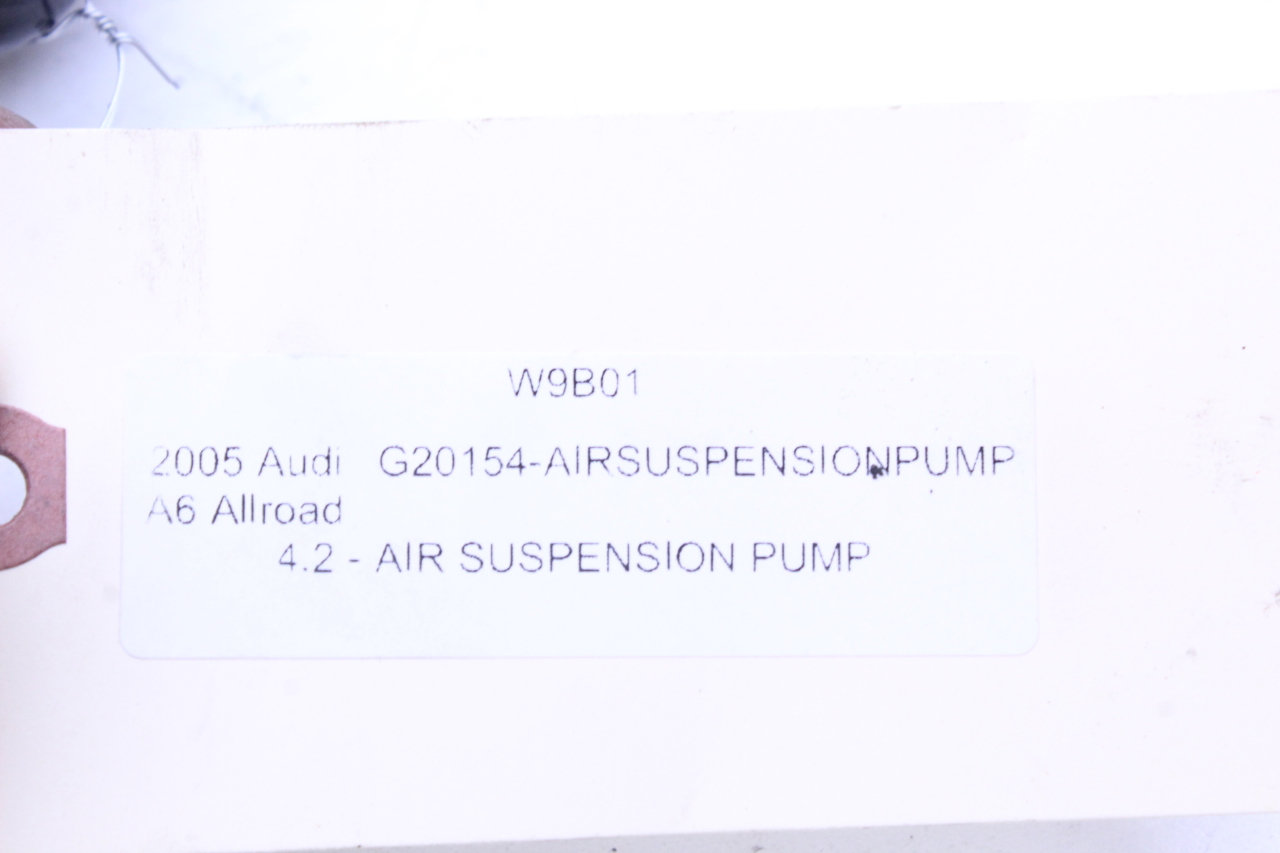 W9B01
2005 Audi G20154-AIRSUSPENSIONPUMP
A6 Allroad
4.2 - AIR SUSPENSION PUMP